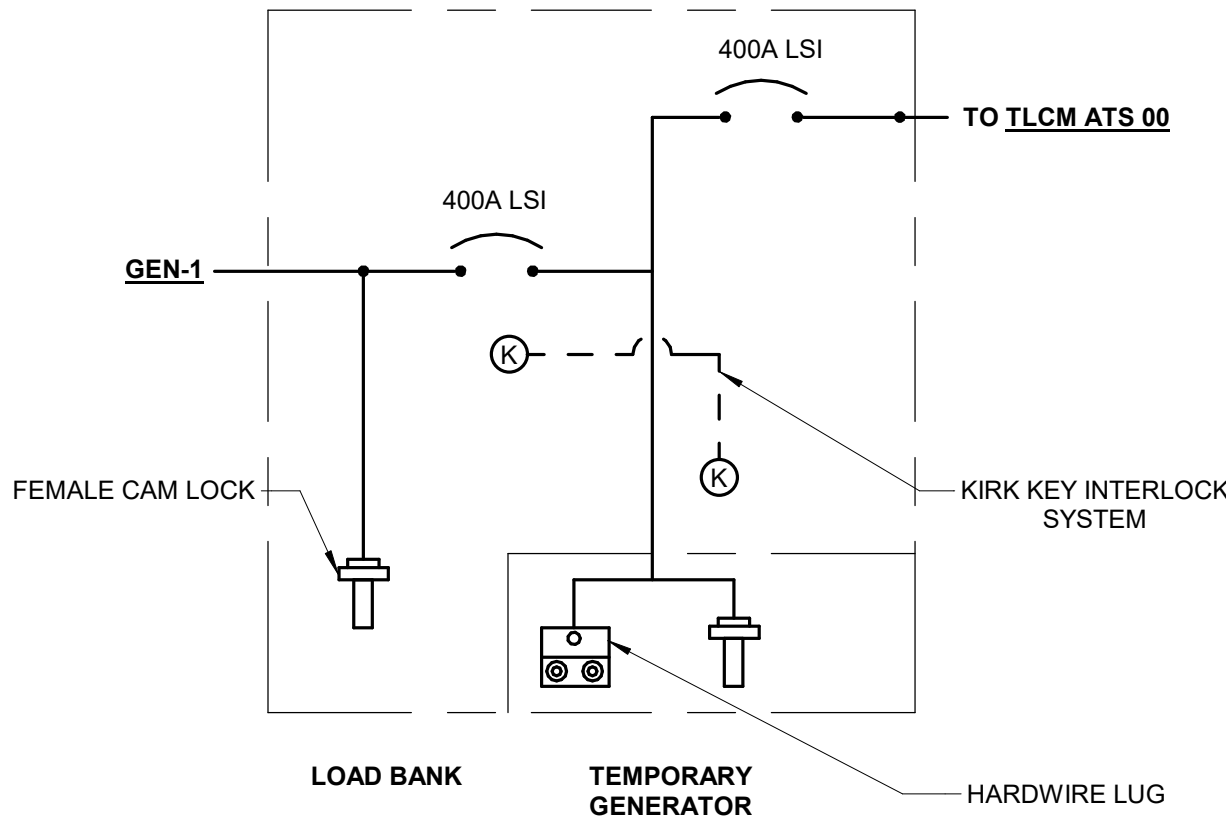 400A LSI
TO TLCM ATS 00
400A LSI
GEN-1
K
K
FEMALE CAM LOCK
KIRK KEY INTERLOCK
SYSTEM
LOAD BANK
TEMPORARY
GENERATOR
HARDWIRE LUG